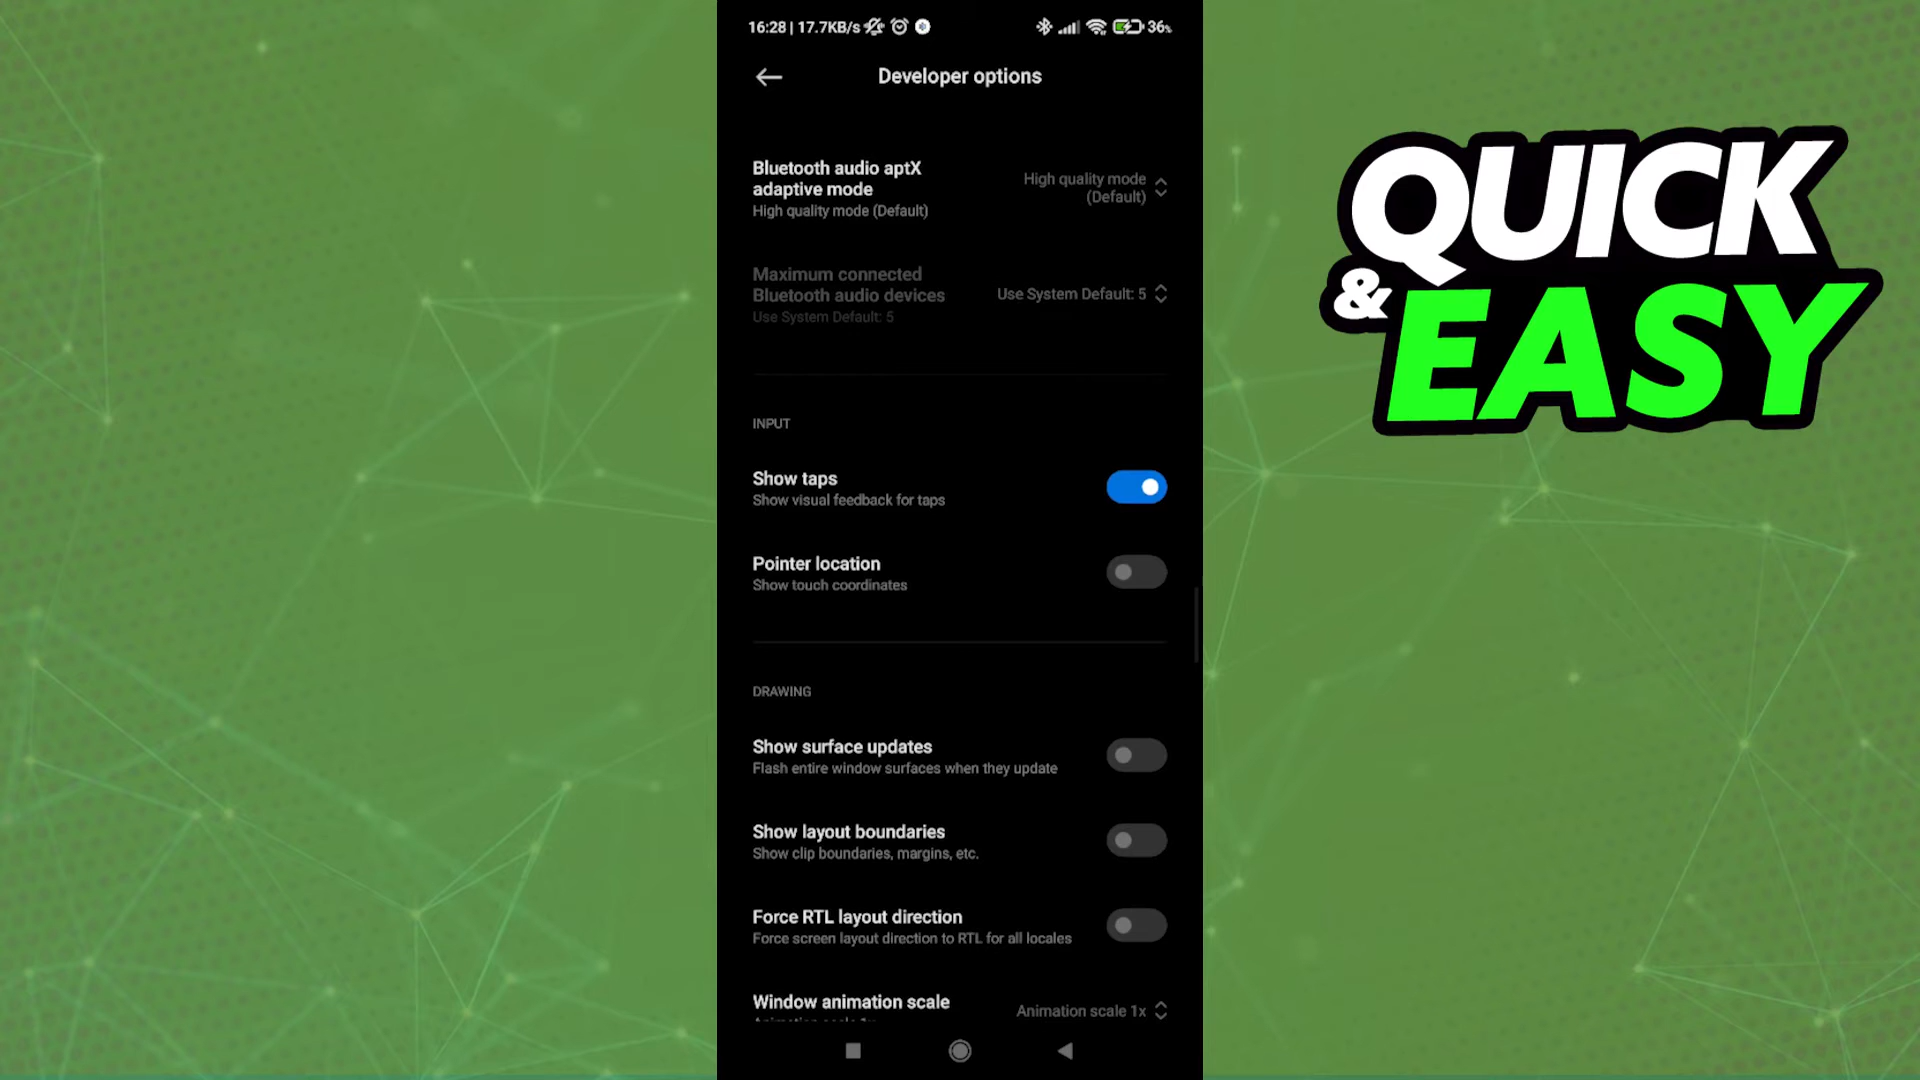 16:28 | 17.7KB/s
36%
Developer options
Bluetooth audio aptX
adaptive mode
High quality mode (Default)
High quality mode
(Default)
Maximum connected
Bluetooth audio devices
Use System Default: 5
Use System Default: 5
INPUT
Show taps
Show visual feedback for taps
Pointer location
Show touch coordinates
DRAWING
Show surface updates
Flash entire window surfaces when they update
Show layout boundaries
Show clip boundaries, margins, etc.
Force RTL layout direction
Force screen layout direction to RTL for all locales
Window animation scale
Animation scale 1x
Animation scale 1x
QUICK
&
EASY